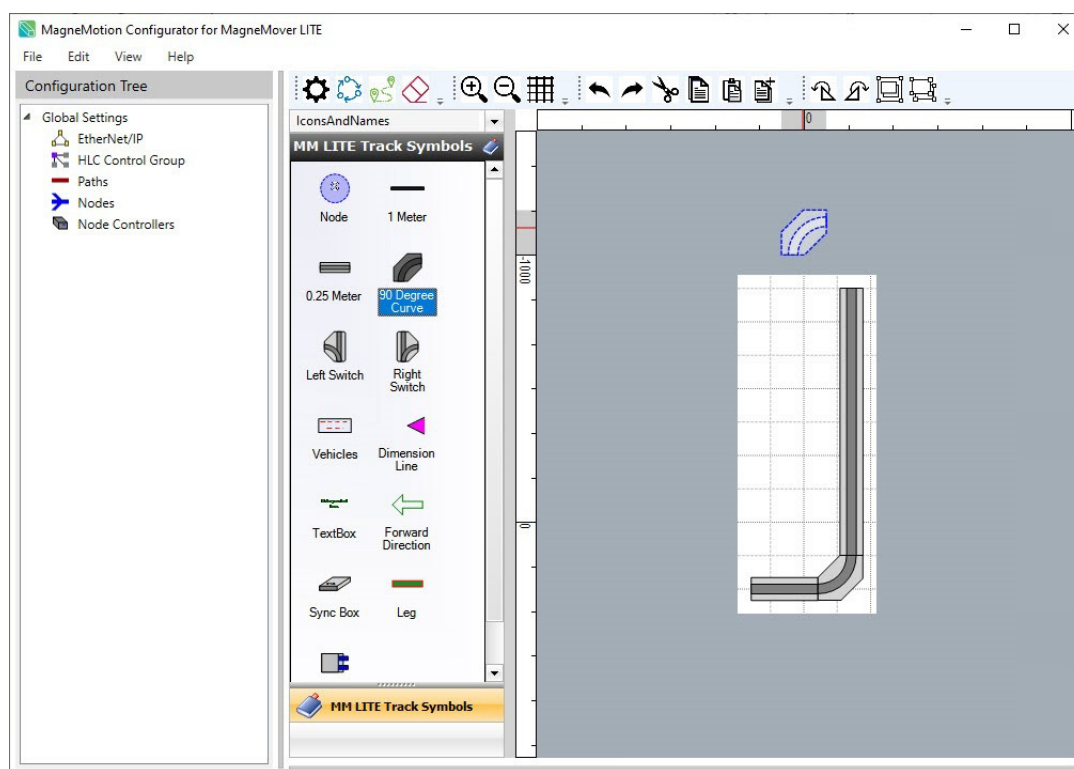 MagneMotion Configurator for MagneMover LITE
File Edit View Help
Configuration Tree
Global Settings
EtherNet/IP
HLC Control Group
Paths
Nodes
Node Controllers
IconsAndNames
MM LITE Track Symbols
Node
1 Meter
0.25 Meter
90 Degree
Curve
Left Switch
Right
Switch
Vehicles
Dimension
Line
TextBox
Forward
Direction
Sync Box
Leg
MM LITE Track Symbols
0
-1000
0